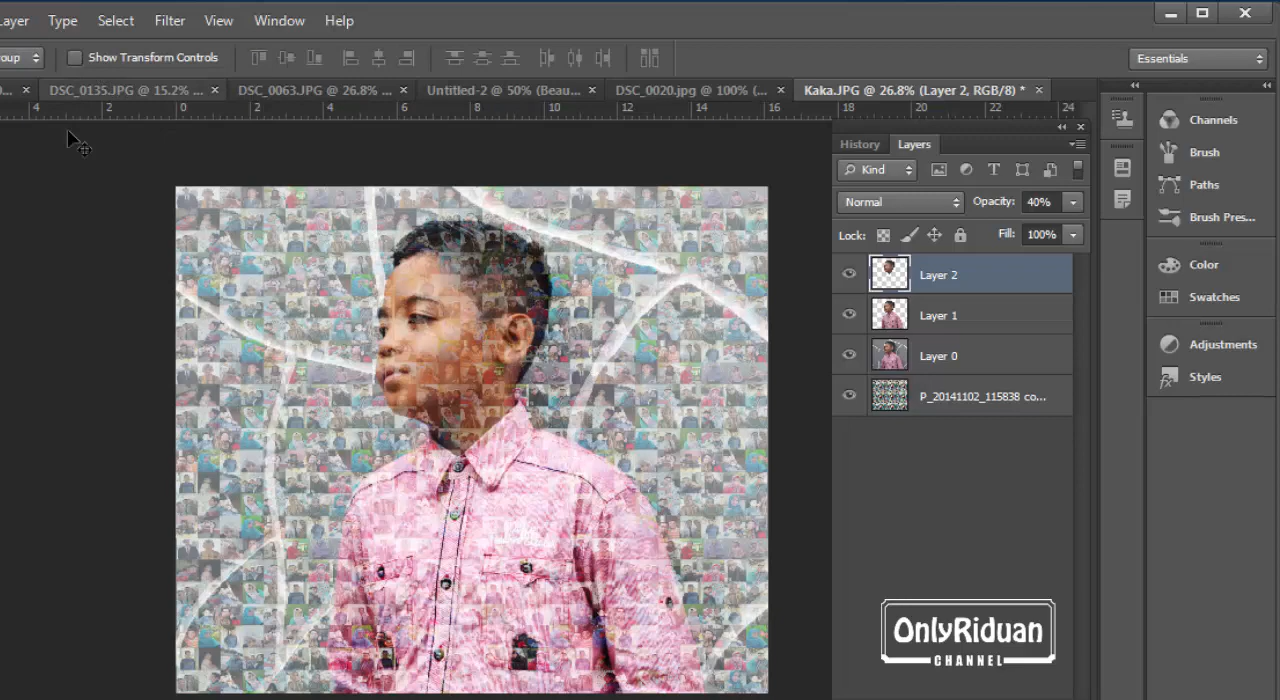 Layer Type Select Filter View Window Help
oup Show Transform Controls Essentials
0... × DSC_0135.JPG @ 15.2% ... × DSC_0063.JPG @ 26.8% ... × Untitled-2 @ 50% (Beau... × DSC_0020.jpg @ 100% (... × Kaka.JPG @ 26.8% (Layer 2, RGB/8) * ×
4 2 0 2 4 6 8 10 12 14 16 18 20 22 24
History Layers
Kind
Normal Opacity: 40%
Lock: Fill: 100%
Layer 2
Layer 1
Layer 0
P_20141102_115838 co...
Channels
Brush
Paths
Brush Pres...
Color
Swatches
Adjustments
Styles
OnlyRiduan
CHANNEL